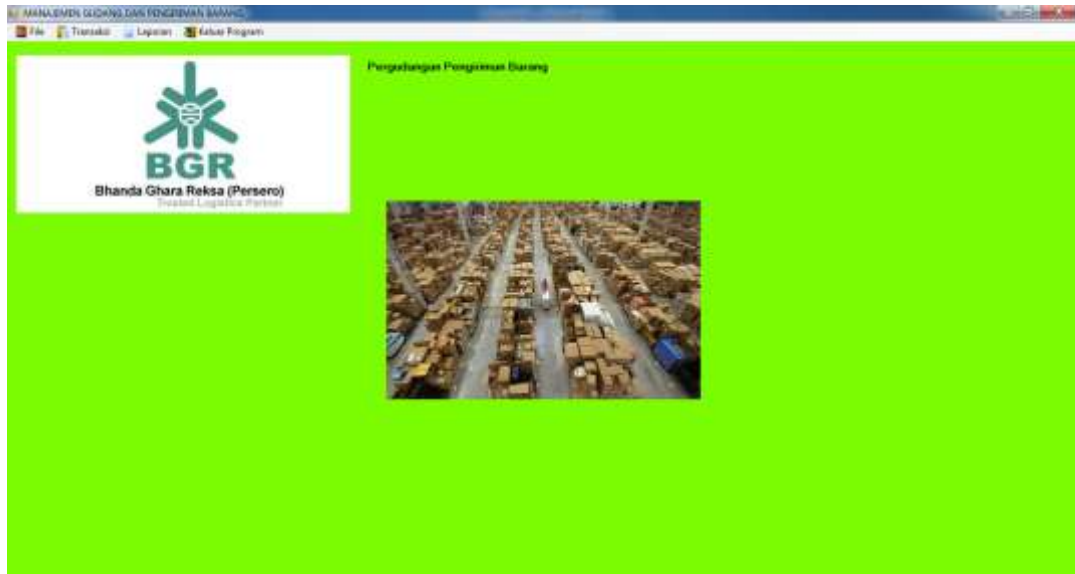 MANAJEMEN GUDANG DAN PENGIRIMAN BARANG
File Transaksi Laporan Keluar Program
Pergudangan Pengiriman Barang
BGR
Bhanda Ghara Reksa (Persero)
Trusted Logistics Partner